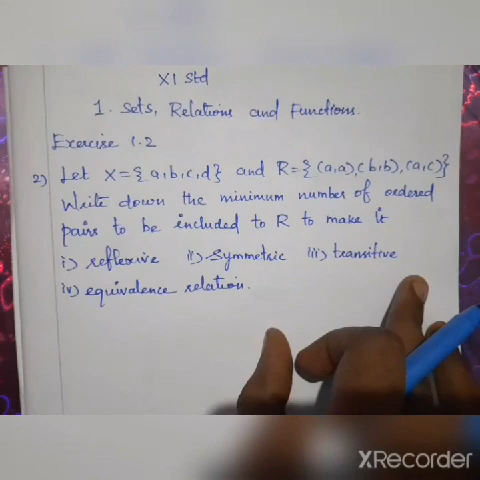 XI Std
1. Sets, Relations and Functions.
Exercise 1.2
2) Let X={a,b,c,d} and R={(a,a),(b,b),(a,c)}
Write down the minimum number of ordered
pairs to be included to R to make it
i) reflexive ii) Symmetric iii) transitive
iv) equivalence relation.
XRecorder